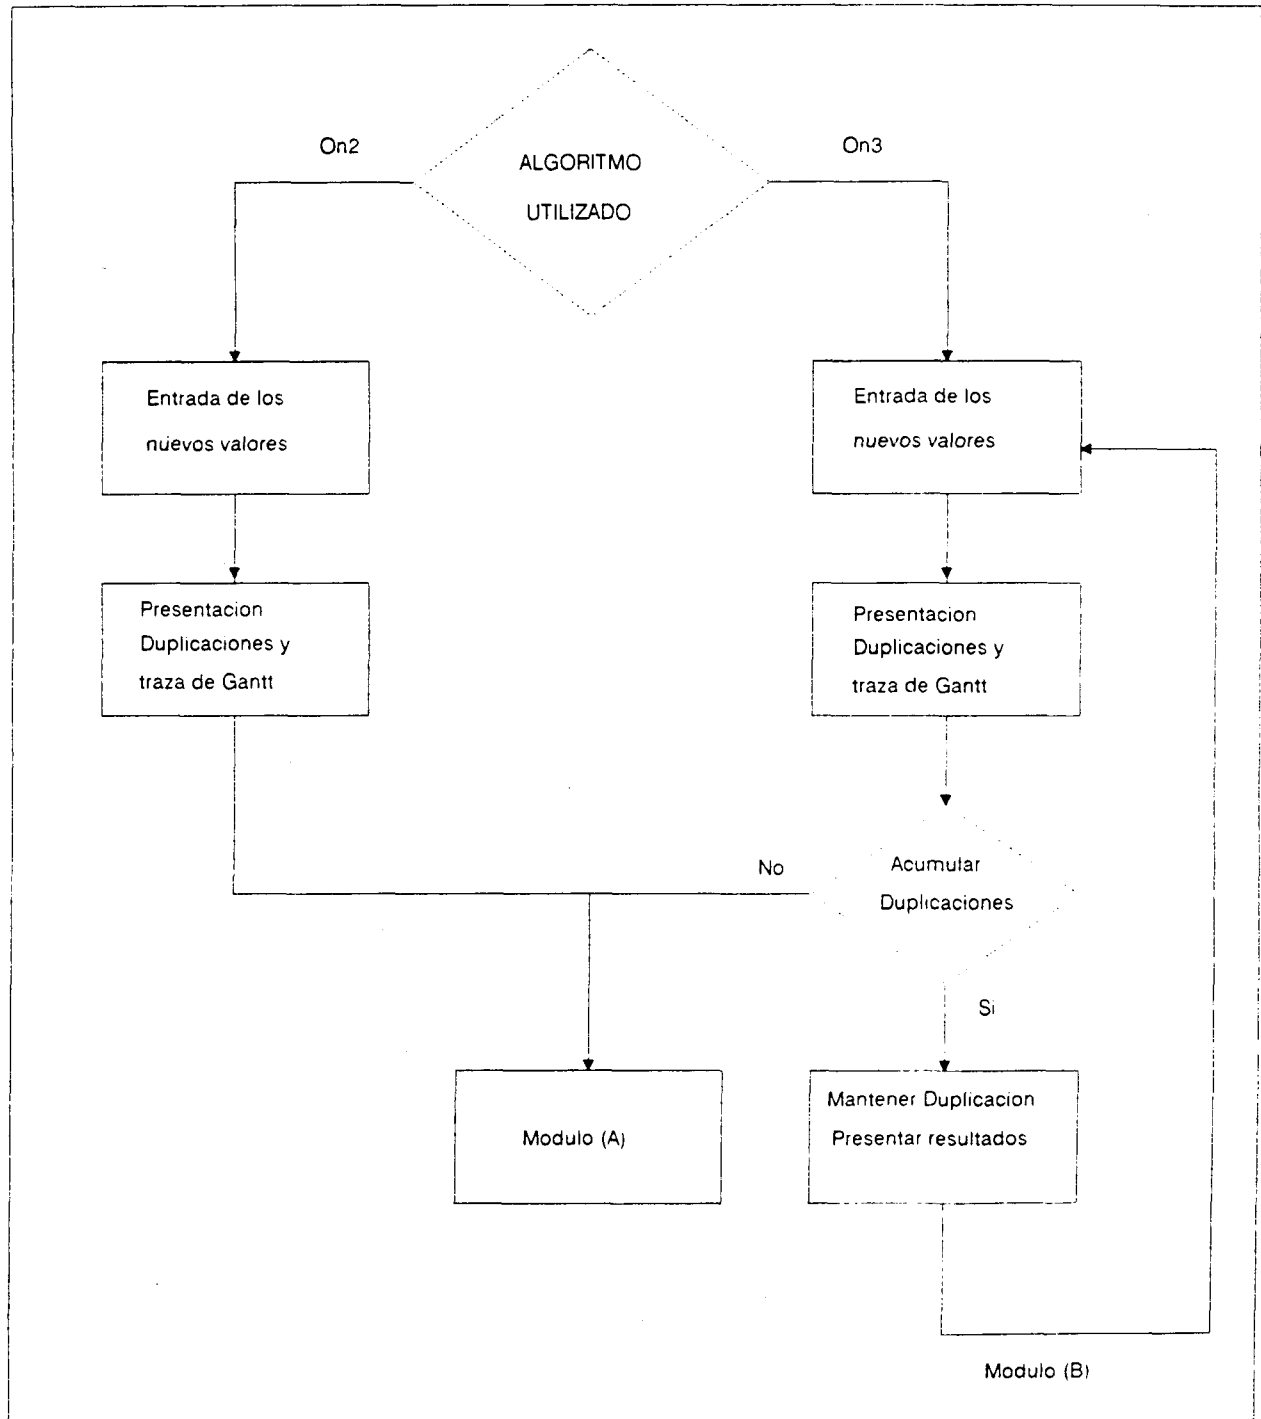 On2
On3
ALGORITMO
UTILIZADO
Entrada de los
nuevos valores
Entrada de los
nuevos valores
Presentacion
Duplicaciones y
traza de Gantt
Presentacion
Duplicaciones y
traza de Gantt
No
Acumular
Duplicaciones
Si
Modulo (A)
Mantener Duplicacion
Presentar resultados
Modulo (B)